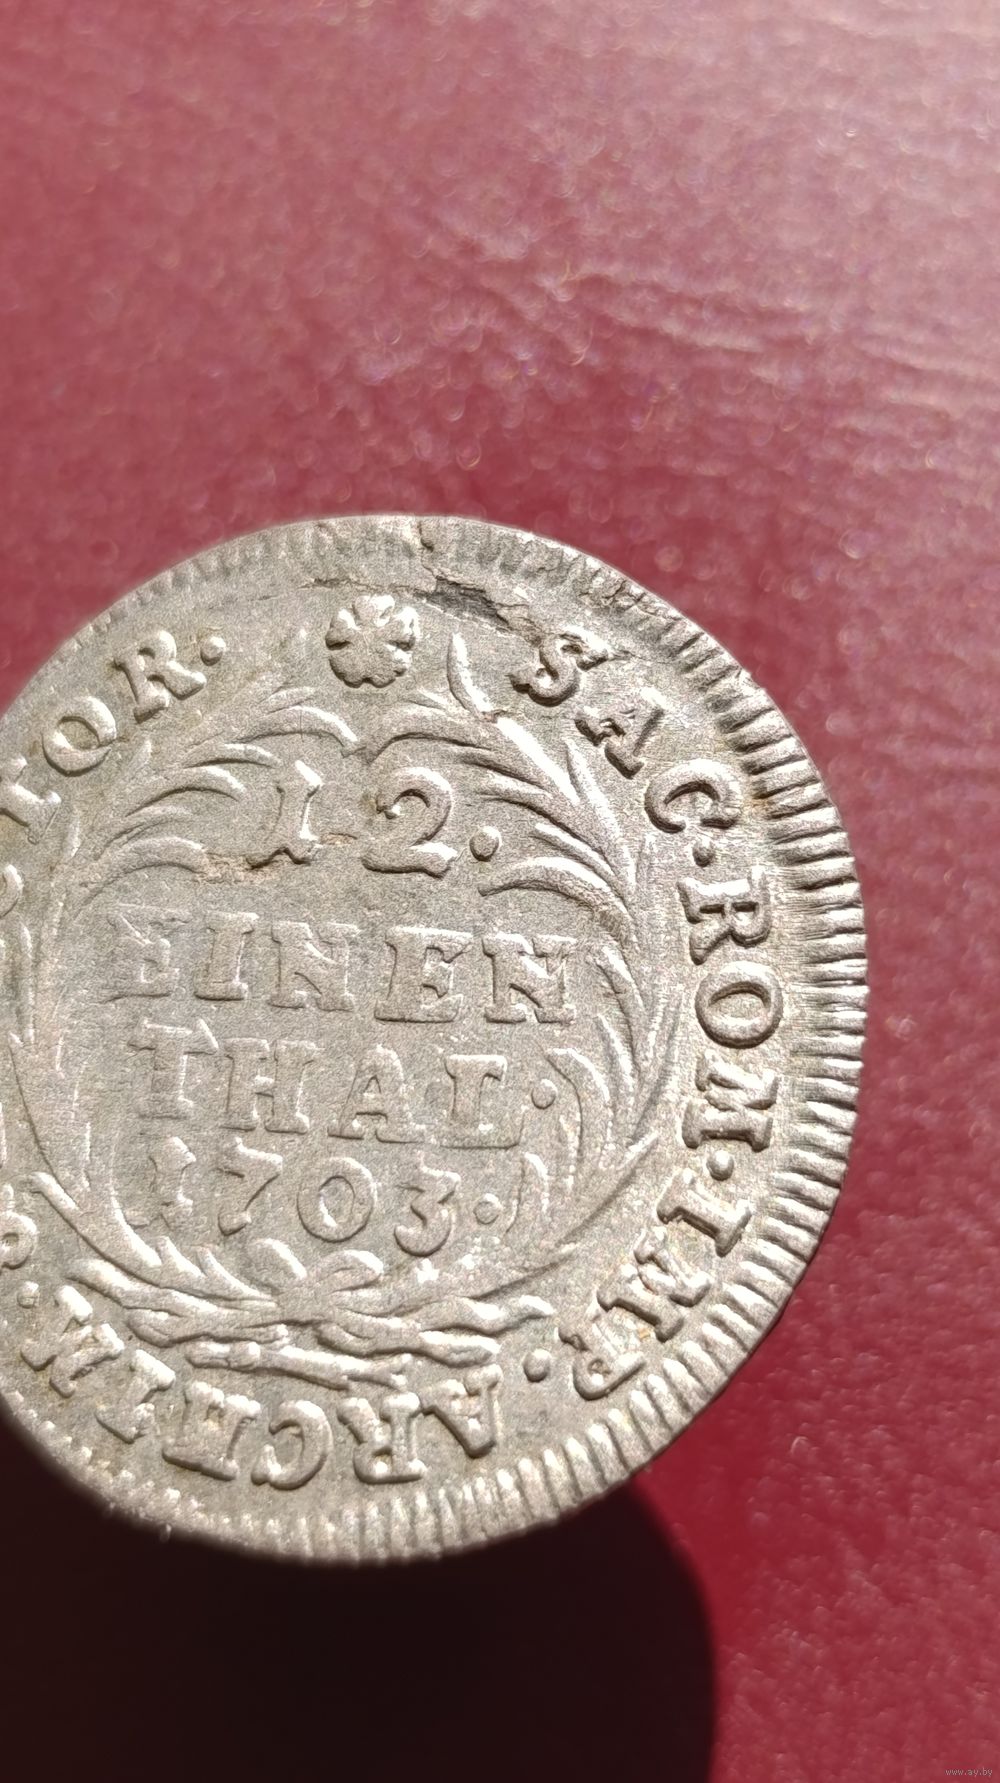 SAC·ROM·IMP·ARCHIM·&·
TOR.
12.
EINEN
THAL·
1703·
www.ay.by